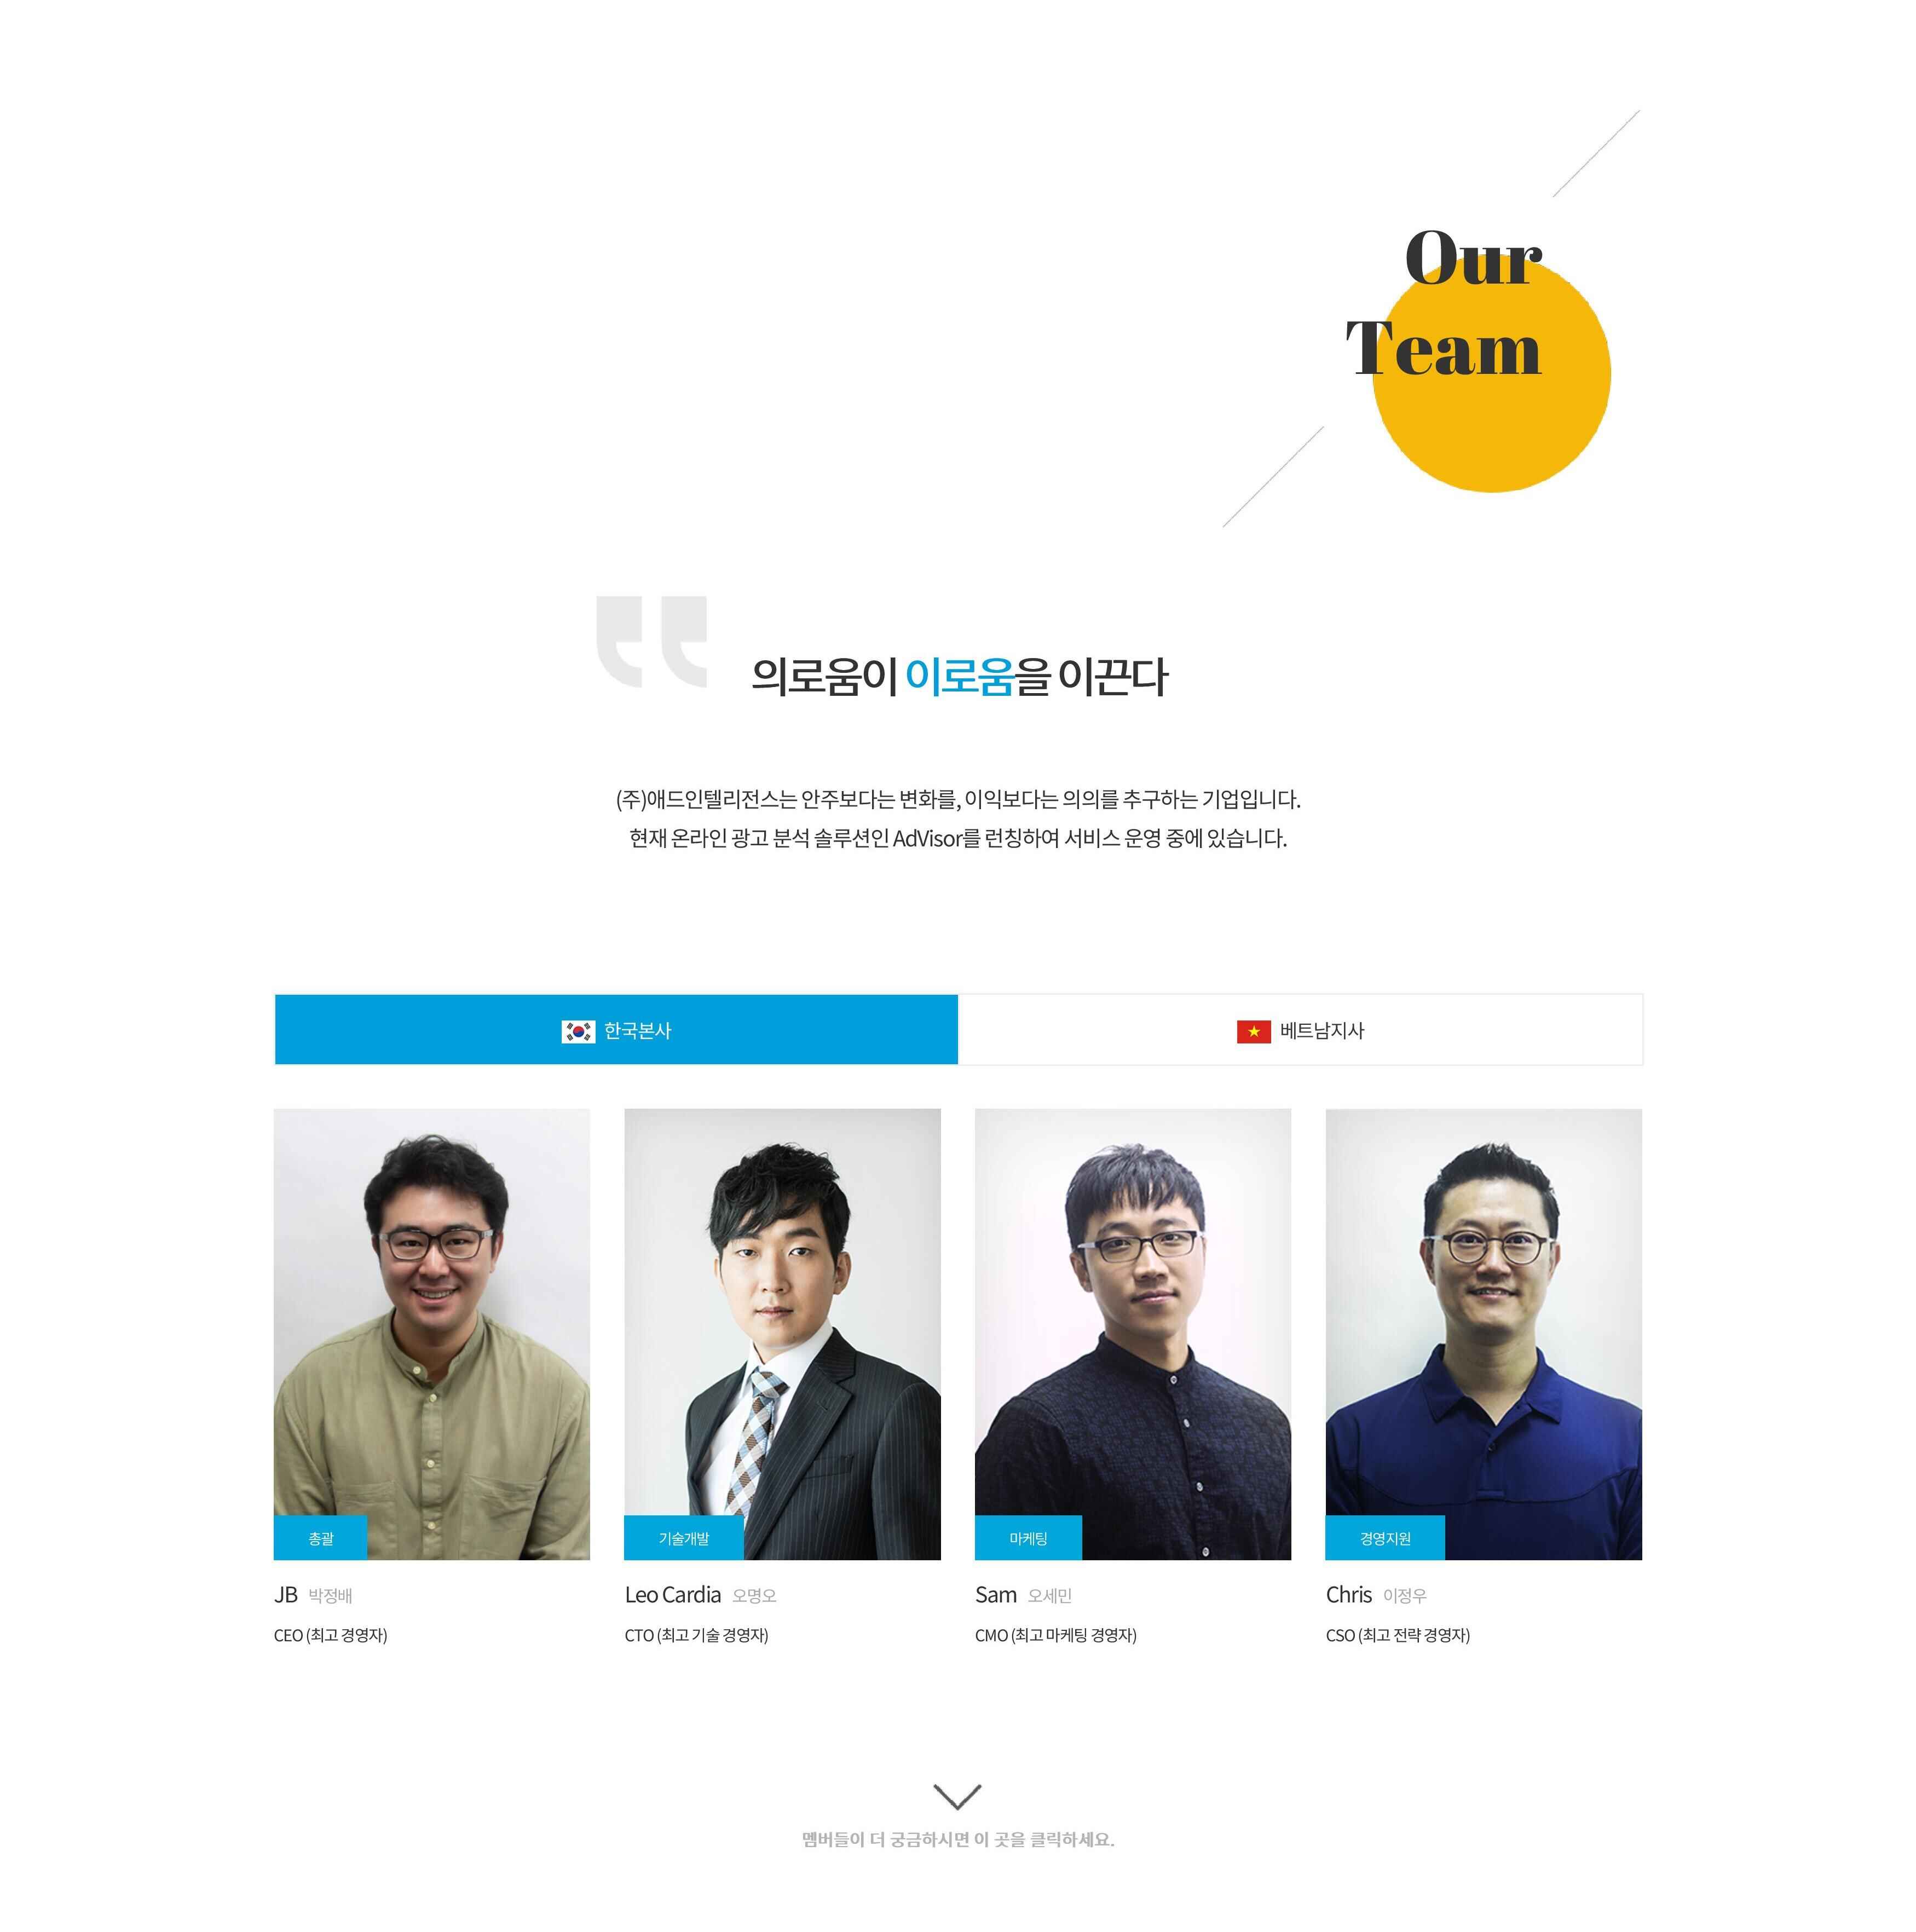 Our
Team
의로움이 이로움을 이끈다
(주)애드인텔리전스는 안주보다는 변화를, 이익보다는 의의를 추구하는 기업입니다.
현재 온라인 광고 분석 솔루션인 AdVisor를 런칭하여 서비스 운영 중에 있습니다.
한국본사
베트남지사
총괄
기술개발
마케팅
경영지원
JB 박정배
Leo Cardia 오명오
Sam 오세민
Chris 이정우
CEO (최고 경영자)
CTO (최고 기술 경영자)
CMO (최고 마케팅 경영자)
CSO (최고 전략 경영자)
멤버들이 더 궁금하시면 이 곳을 클릭하세요.